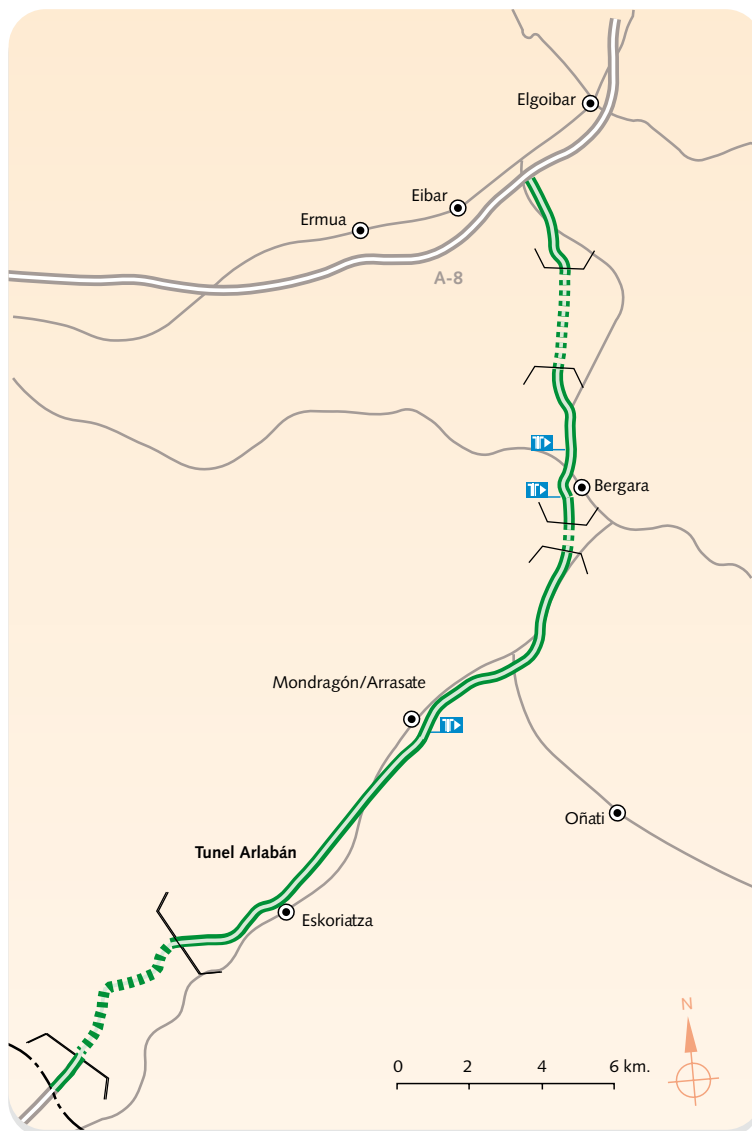 Elgoibar
Eibar
Ermua
A-8
Bergara
Mondragón/Arrasate
Oñati
Tunel Arlabán
Eskoriatza
N
0 2 4 6 km.